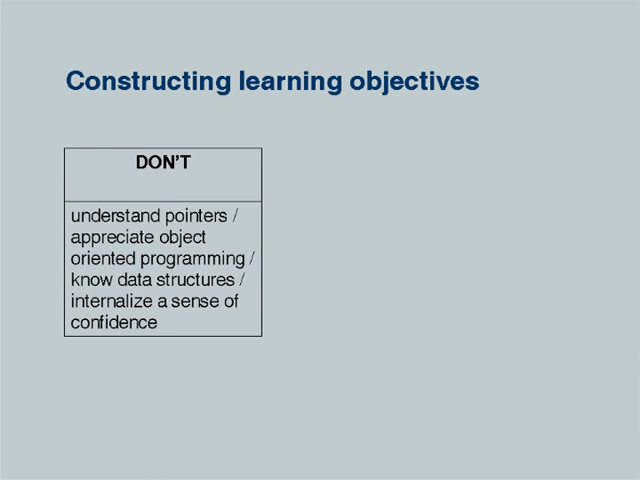 Constructing learning objectives
DON'T
understand pointers /
appreciate object
oriented programming /
know data structures /
internalize a sense of
confidence